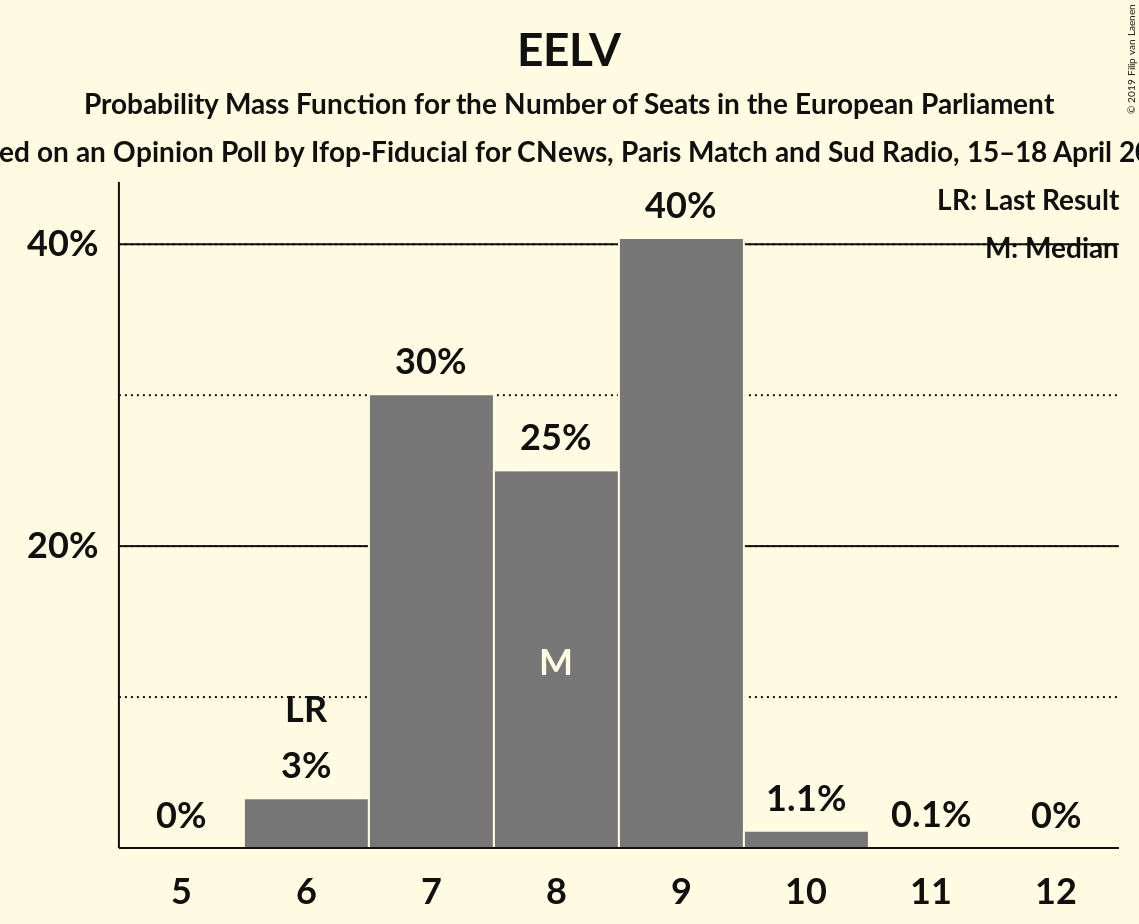 EELV
Probability Mass Function for the Number of Seats in the European Parliament
ed on an Opinion Poll by Ifop-Fiducial for CNews, Paris Match and Sud Radio, 15–18 April 20
© 2019 Filip van Laenen
LR: Last Result
M: Median
40%
20%
0%
LR
3%
30%
25%
M
40%
1.1%
0.1%
0%
5 6 7 8 9 10 11 12